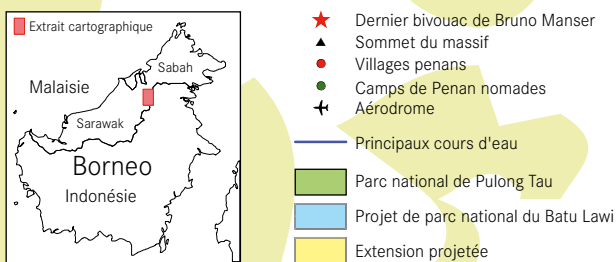 Extrait cartographique
Sabah
Malaisie
Sarawak
Borneo
Indonésie
Dernier bivouac de Bruno Manser
Sommet du massif
Villages penans
Camps de Penan nomades
Aérodrome
Principaux cours d'eau
Parc national de Pulong Tau
Projet de parc national du Batu Lawi
Extension projetée